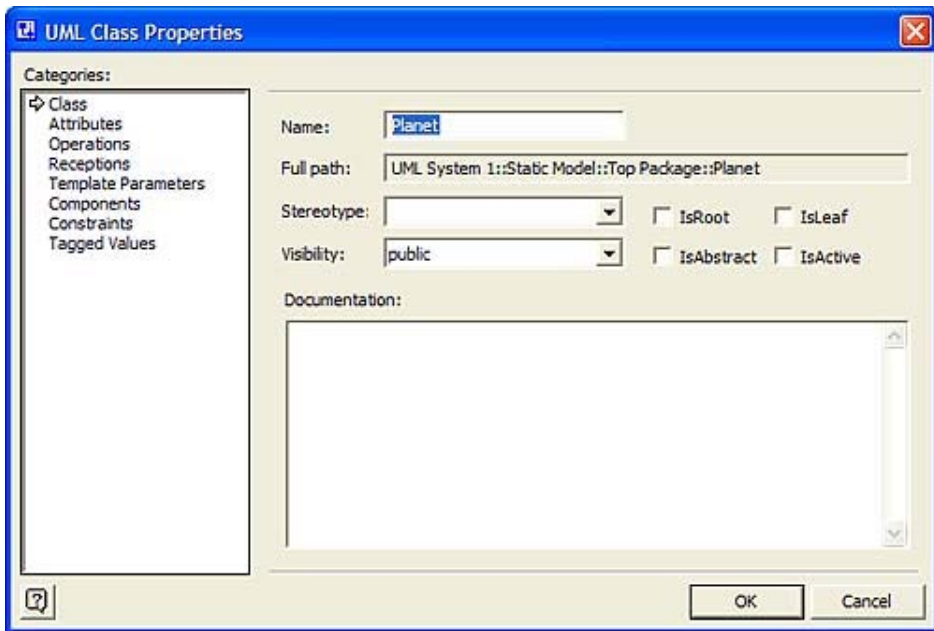 UML Class Properties
Categories:
Class
Attributes
Operations
Receptions
Template Parameters
Components
Constraints
Tagged Values
Name: Planet
Full path: UML System 1::Static Model::Top Package::Planet
Stereotype: IsRoot IsLeaf
Visibility: public IsAbstract IsActive
Documentation:
OK Cancel